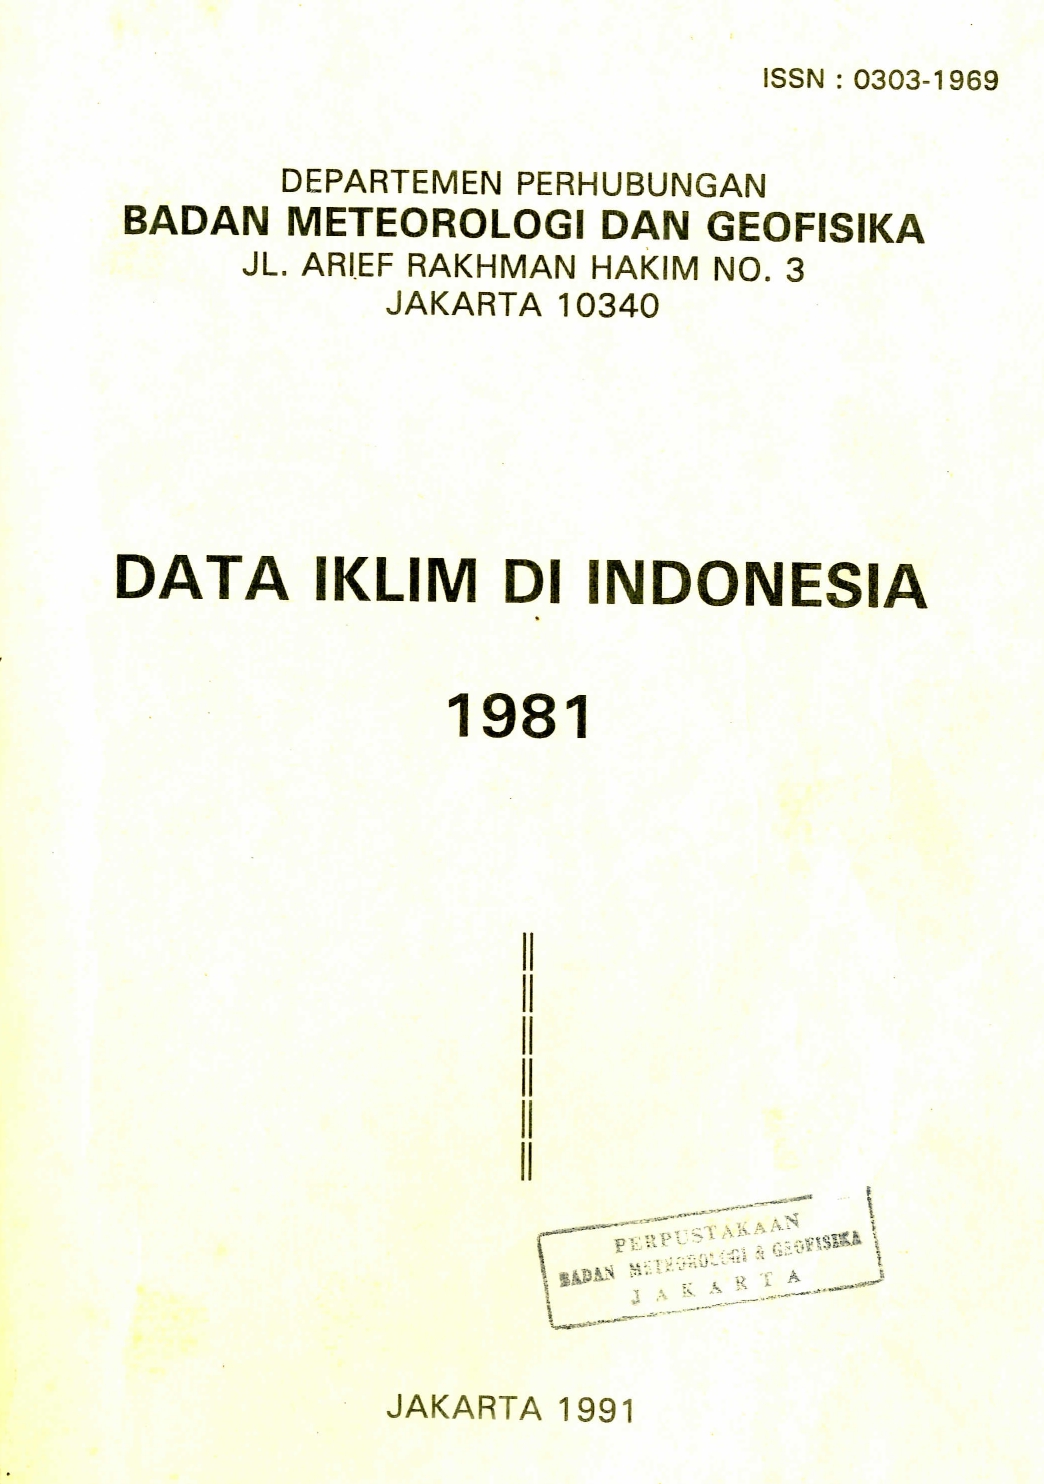 ISSN : 0303-1969
DEPARTEMEN PERHUBUNGAN
BADAN METEOROLOGI DAN GEOFISIKA
JL. ARIEF RAKHMAN HAKIM NO. 3
JAKARTA 10340
DATA IKLIM DI INDONESIA
1981
PERPUSTAKAAN
BADAN METEOROLOGI & GEOFISIKA
JAKARTA
JAKARTA 1991